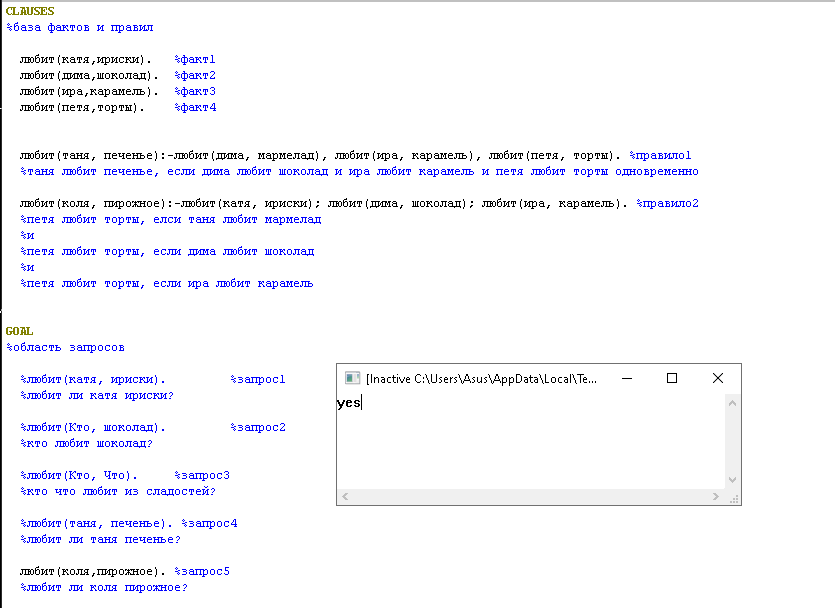 CLAUSES
%база фактов и правил
любит(катя,ириски).   %факт1
любит(дима,шоколад).  %факт2
любит(ира,карамель).  %факт3
любит(петя,торты).    %факт4
любит(таня, печенье):-любит(дима, мармелад), любит(ира, карамель), любит(петя, торты). %правило1
%таня любит печенье, если дима любит шоколад и ира любит карамель и петя любит торты одновременно
любит(коля, пирожное):-любит(катя, ириски); любит(дима, шоколад); любит(ира, карамель). %правило2
%петя любит торты, елси таня любит мармелад
%и
%петя любит торты, если дима любит шоколад
%и
%петя любит торты, если ира любит карамель
GOAL
%область запросов
%любит(катя, ириски).         %запрос1
%любит ли катя ириски?
%любит(Кто, шоколад).         %запрос2
%кто любит шоколад?
%любит(Кто, Что).     %запрос3
%кто что любит из сладостей?
%любит(таня, печенье). %запрос4
%любит ли таня печенье?
любит(коля,пирожное). %запрос5
%любит ли коля пирожное?
[Inactive C:\Users\Asus\AppData\Local\Te...
yes